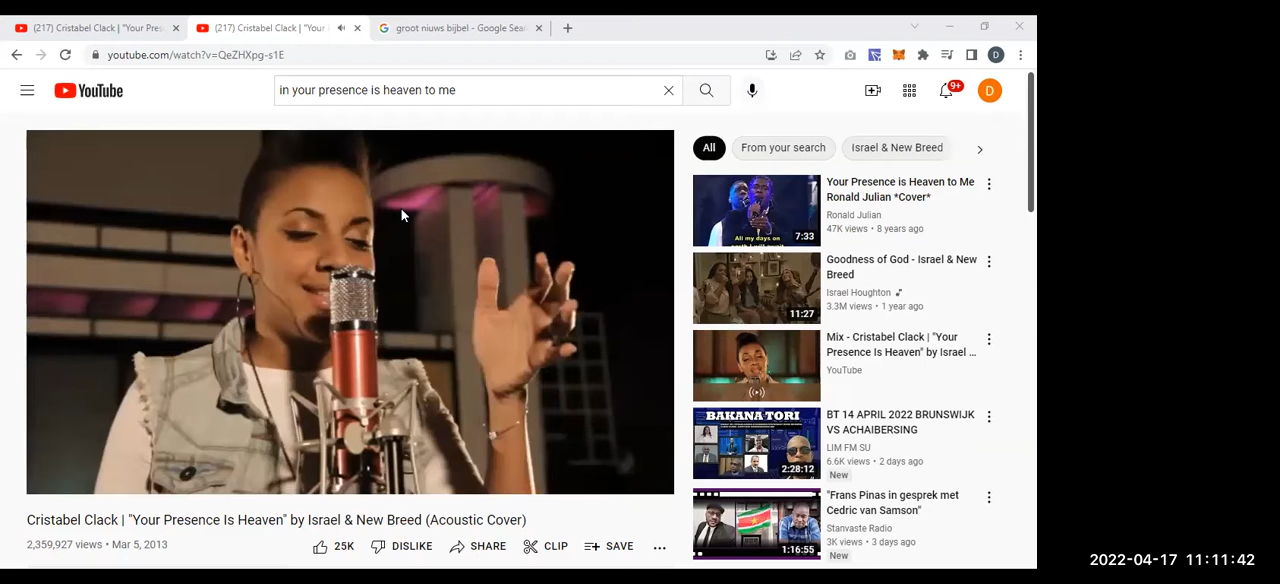 (217) Cristabel Clack | "Your Pres
(217) Cristabel Clack | "Your
groot niuws bijbel - Google Sea
youtube.com/watch?v=QeZHXpg-s1E
D
YouTube
in your presence is heaven to me
9+
D
All
From your search
Israel & New Breed
Your Presence is Heaven to Me
Ronald Julian *Cover*
Ronald Julian
47K views • 8 years ago
All my days on
7:33
Goodness of God - Israel & New
Breed
Israel Houghton
3.3M views • 1 year ago
11:27
Mix - Cristabel Clack | "Your
Presence Is Heaven" by Israel ...
YouTube
BAKANA TORI
2:28:12
BT 14 APRIL 2022 BRUNSWIJK
VS ACHAIBERSING
LIM FM SU
6.6K views • 2 days ago
New
"Frans Pinas in gesprek met
Cedric van Samson"
Stanvaste Radio
3K views • 3 days ago
New
1:16:55
Cristabel Clack | "Your Presence Is Heaven" by Israel & New Breed (Acoustic Cover)
2,359,927 views • Mar 5, 2013
25K
DISLIKE
SHARE
CLIP
SAVE
2022-04-17 11:11:42